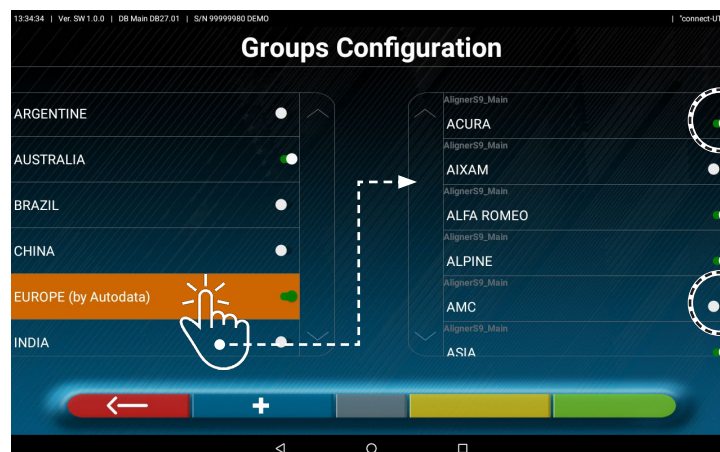 13:34:34 | Ver. SW 1.0.0 | DB Main DB27.01 | S/N 99999980 DEMO
| "connect-U
Groups Configuration
ARGENTINE
AUSTRALIA
BRAZIL
CHINA
EUROPE (by Autodata)
INDIA
AlignerS9_Main
ACURA
AlignerS9_Main
AIXAM
AlignerS9_Main
ALFA ROMEO
AlignerS9_Main
ALPINE
AlignerS9_Main
AMC
AlignerS9_Main
ASIA